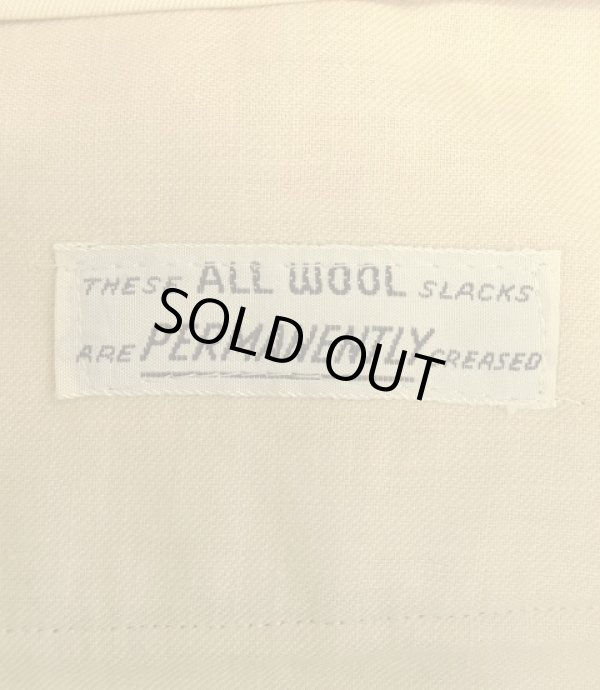 THESE ALL WOOL SLACKS
ARE PERMANENTLY CREASED
SOLD OUT